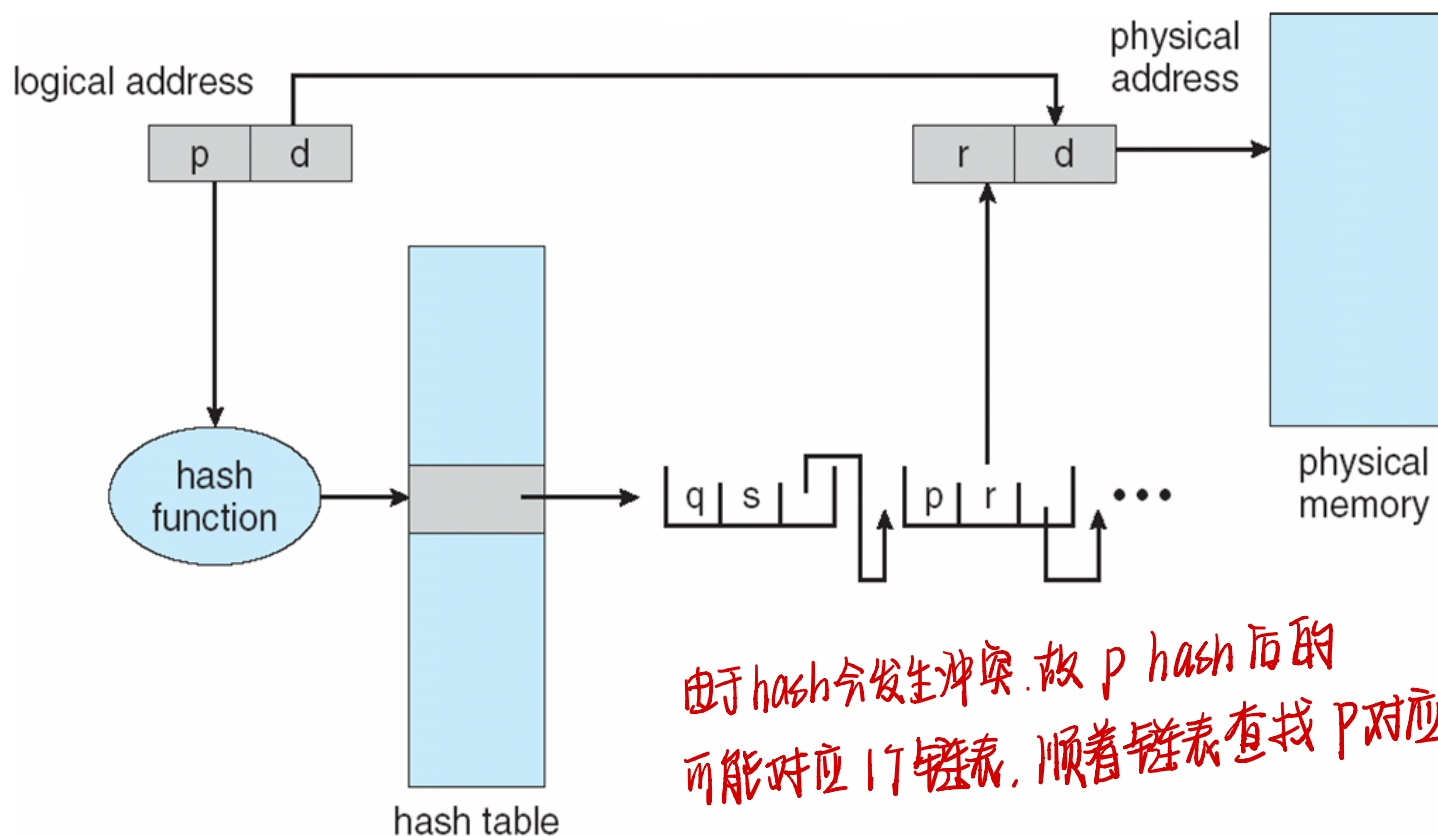 logical address
physical
address
p d
r d
hash
function
q s
p r
•••
physical
memory
由于hash会发生冲突.故 p hash后的
可能对应1个链表,顺着链表查找 p对应
hash table